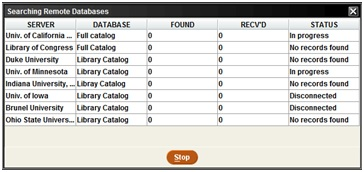 Searching Remote Databases
SERVER DATABASE FOUND RECV'D STATUS
Univ. of California ... Full catalog 0 0 In progress
Library of Congress Full catalog 0 0 No records found
Duke University Library Catalog 0 0 No records found
Univ. of Minnesota Library Catalog 0 0 In progress
Indiana University, ... Library Catalog 0 0 No records found
Univ. of Iowa Library Catalog 0 0 Disconnected
Brunel University Library Catalog 0 0 Disconnected
Ohio State Univers... Library Catalog 0 0 No records found
Stop